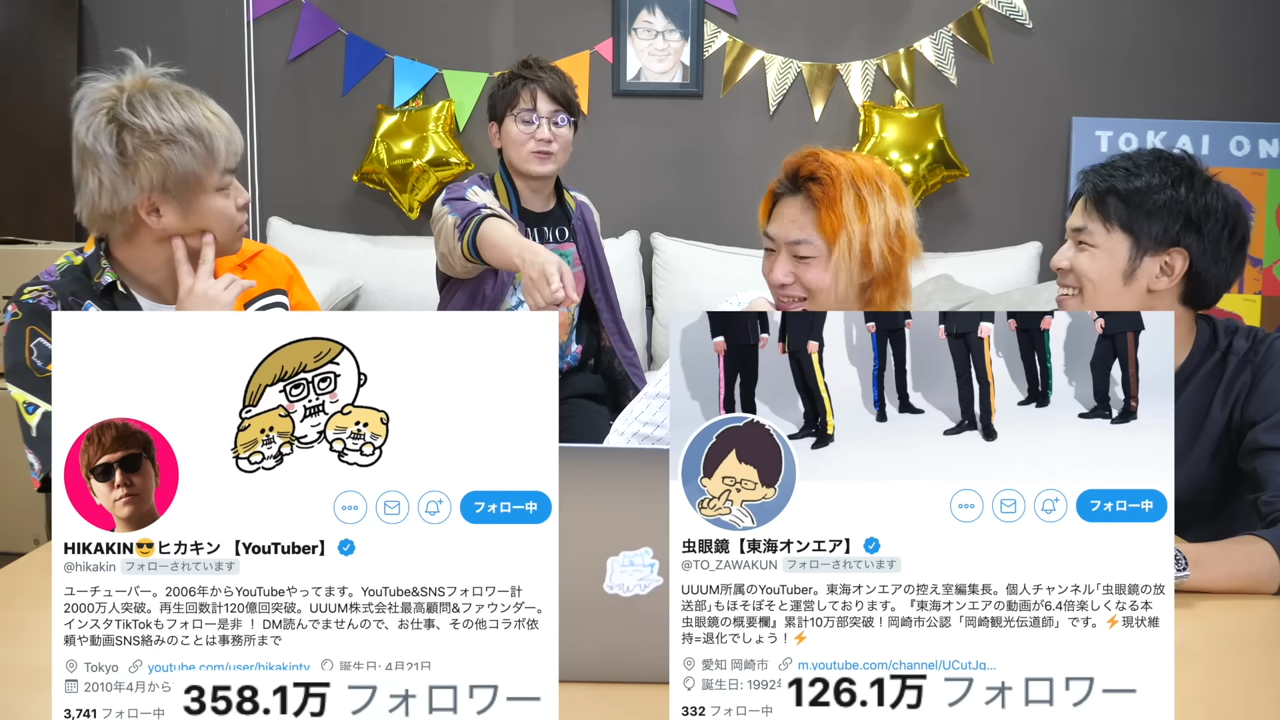 TOKAI ON
フォロー中
HIKAKIN😎ヒカキン 【YouTuber】
@hikakin フォローされています
ユーチューバー。2006年からYouTubeやってます。YouTube&SNSフォロワー計
2000万人突破。再生回数計120億回突破。UUUM株式会社最高顧問&ファウンダー。
インスタTikTokもフォロー是非 ！ DM読んでませんので、お仕事、その他コラボ依
頼や動画SNS絡みのことは事務所まで
Tokyo youtube.com/user/hikakintv 誕生日: 4月21日
2010年4月から
358.1万 フォロワー
3,741 フォロー中
フォロー中
虫眼鏡【東海オンエア】
@TO_ZAWAKUN フォローされています
UUUM所属のYouTuber。東海オンエアの控え室編集長。個人チャンネル｢虫眼鏡の放
送部｣もほそぼそと運営しております。『東海オンエアの動画が6.4倍楽しくなる本
虫眼鏡の概要欄』累計10万部突破！岡崎市公認「岡崎観光伝道師」です。⚡現状維
持=退化でしょう！⚡
愛知 岡崎市 m.youtube.com/channel/UCutJq...
誕生日: 1992
126.1万 フォロワー
332 フォロー中